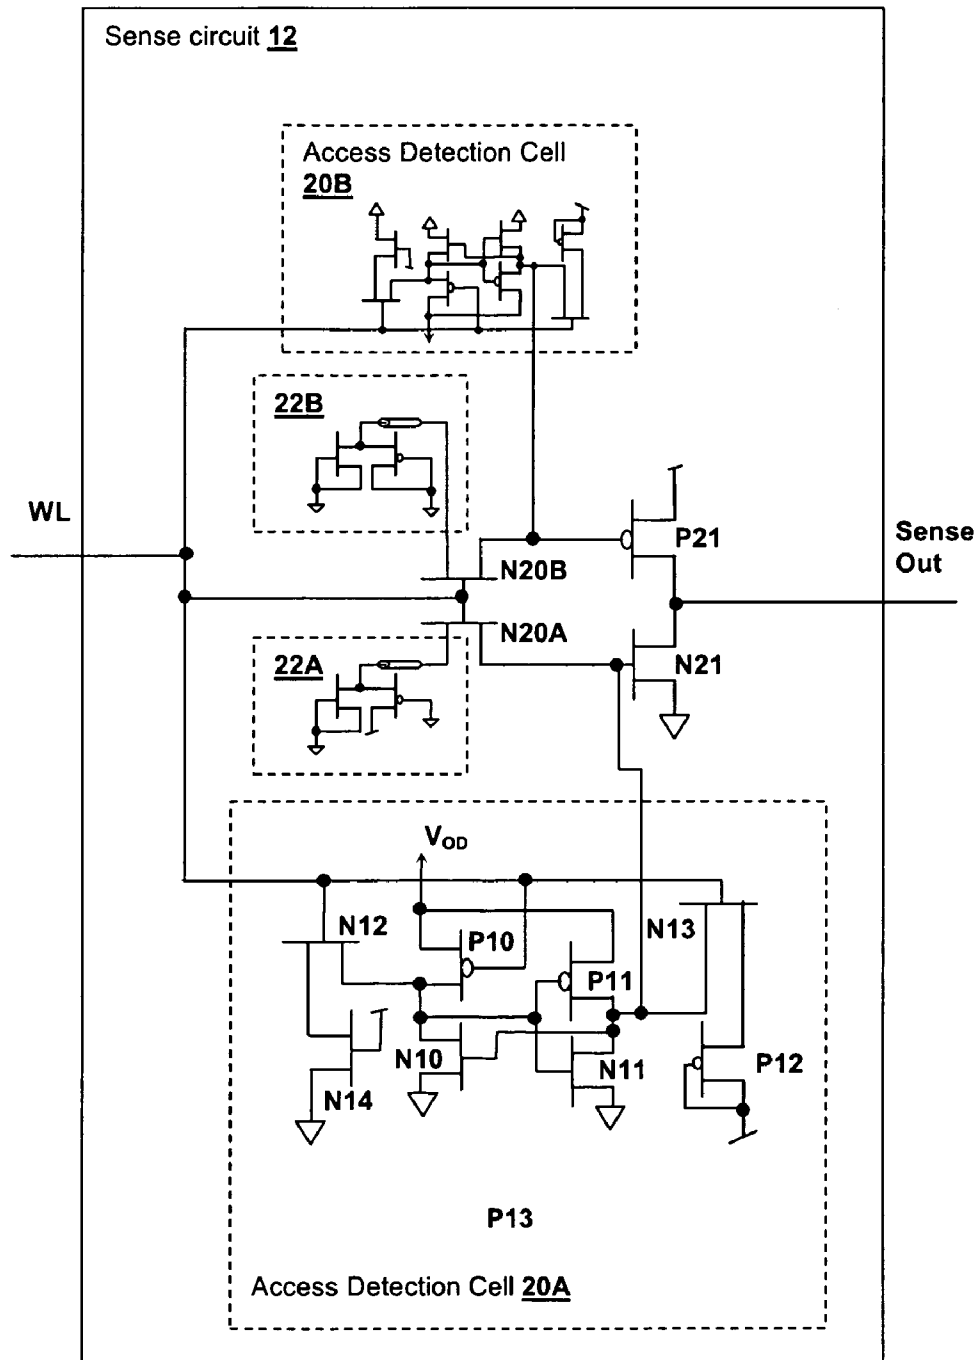 Sense circuit 12
Access Detection Cell
20B
22B
WL
P21
Sense
Out
N20B
N20A
22A
N21
VOD
N12
P10
N13
P11
N10
N11
P12
N14
P13
Access Detection Cell 20A